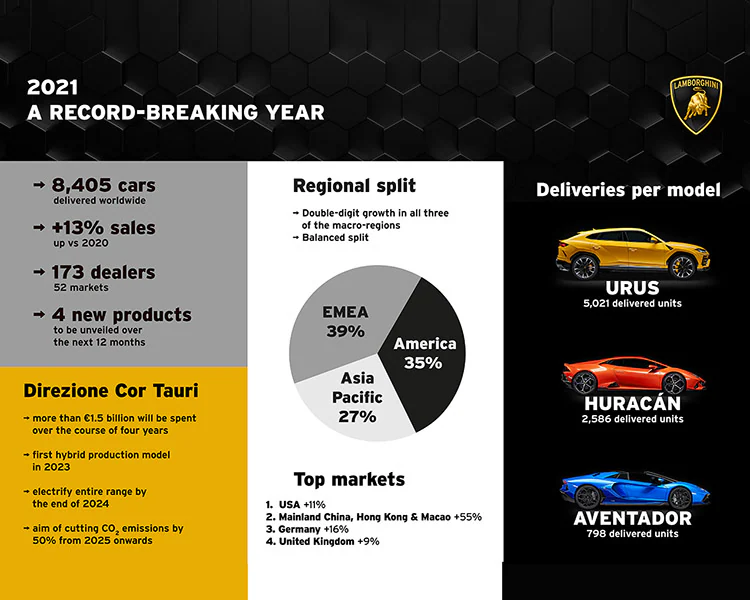 2021
A RECORD-BREAKING YEAR
LAMBORGHINI
→ 8,405 cars
delivered worldwide
→ +13% sales
up vs 2020
→ 173 dealers
52 markets
→ 4 new products
to be unveiled over
the next 12 months
Direzione Cor Tauri
→ more than €1.5 billion will be spent
over the course of four years
→ first hybrid production model
in 2023
→ electrify entire range by
the end of 2024
→ aim of cutting CO₂ emissions by
50% from 2025 onwards
Regional split
→ Double-digit growth in all three
of the macro-regions
→ Balanced split
EMEA
39%
America
35%
Asia
Pacific
27%
Top markets
1. USA +11%
2. Mainland China, Hong Kong & Macao +55%
3. Germany +16%
4. United Kingdom +9%
Deliveries per model
URUS
5,021 delivered units
HURACÁN
2,586 delivered units
AVENTADOR
798 delivered units